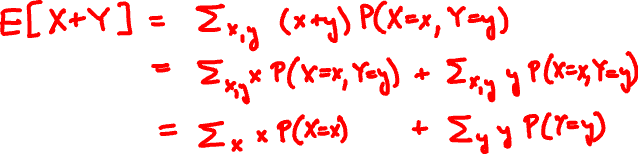 E[X+Y] = Σx,y (x+y) P(X=x, Y=y)
= Σx,y x P(X=x, Y=y) + Σx,y y P(X=x, Y=y)
= Σx x P(X=x) + Σy y P(Y=y)